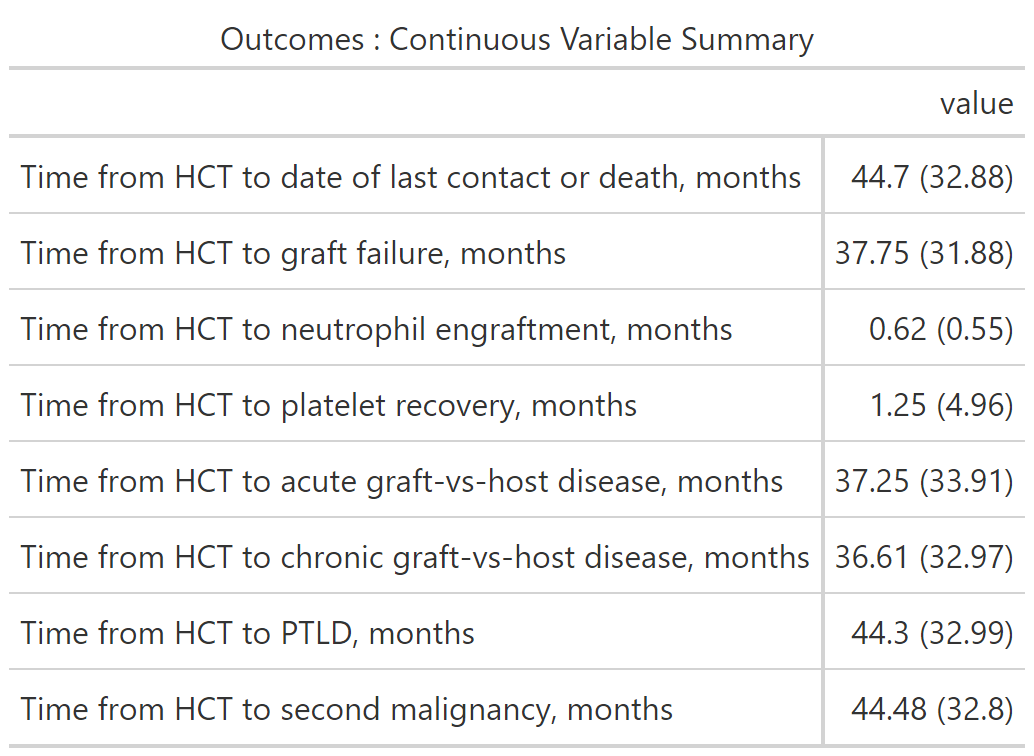 Outcomes : Continuous Variable Summary
value
Time from HCT to date of last contact or death, months 44.7 (32.88)
Time from HCT to graft failure, months 37.75 (31.88)
Time from HCT to neutrophil engraftment, months 0.62 (0.55)
Time from HCT to platelet recovery, months 1.25 (4.96)
Time from HCT to acute graft-vs-host disease, months 37.25 (33.91)
Time from HCT to chronic graft-vs-host disease, months 36.61 (32.97)
Time from HCT to PTLD, months 44.3 (32.99)
Time from HCT to second malignancy, months 44.48 (32.8)